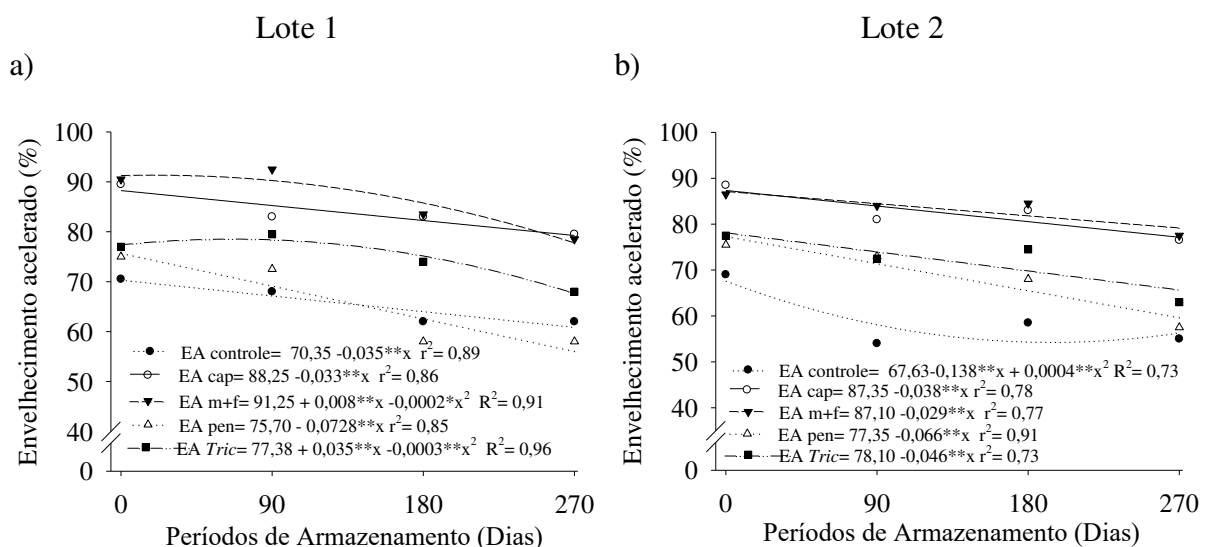 Lote 1
Lote 2
a)
b)
Envelhecimento acelerado (%)
100
90
80
70
60
50
40
0
EA controle= 70,35 -0,035**x r²= 0,89
EA cap= 88,25 -0,033**x r²= 0,86
EA m+f= 91,25 + 0,008**x -0,0002*x² R²= 0,91
EA pen= 75,70 - 0,0728**x r²= 0,85
EA Tric= 77,38 + 0,035**x -0,0003**x² R²= 0,96
0 90 180 270
Períodos de Armazenamento (Dias)
Envelhecimento acelerado (%)
100
90
80
70
60
50
40
0
EA controle= 67,63-0,138**x + 0,0004**x² R²= 0,73
EA cap= 87,35 -0,038**x r²= 0,78
EA m+f= 87,10 -0,029**x r²= 0,77
EA pen= 77,35 -0,066**x r²= 0,91
EA Tric= 78,10 -0,046**x r²= 0,73
0 90 180 270
Períodos de Armazenamento (Dias)